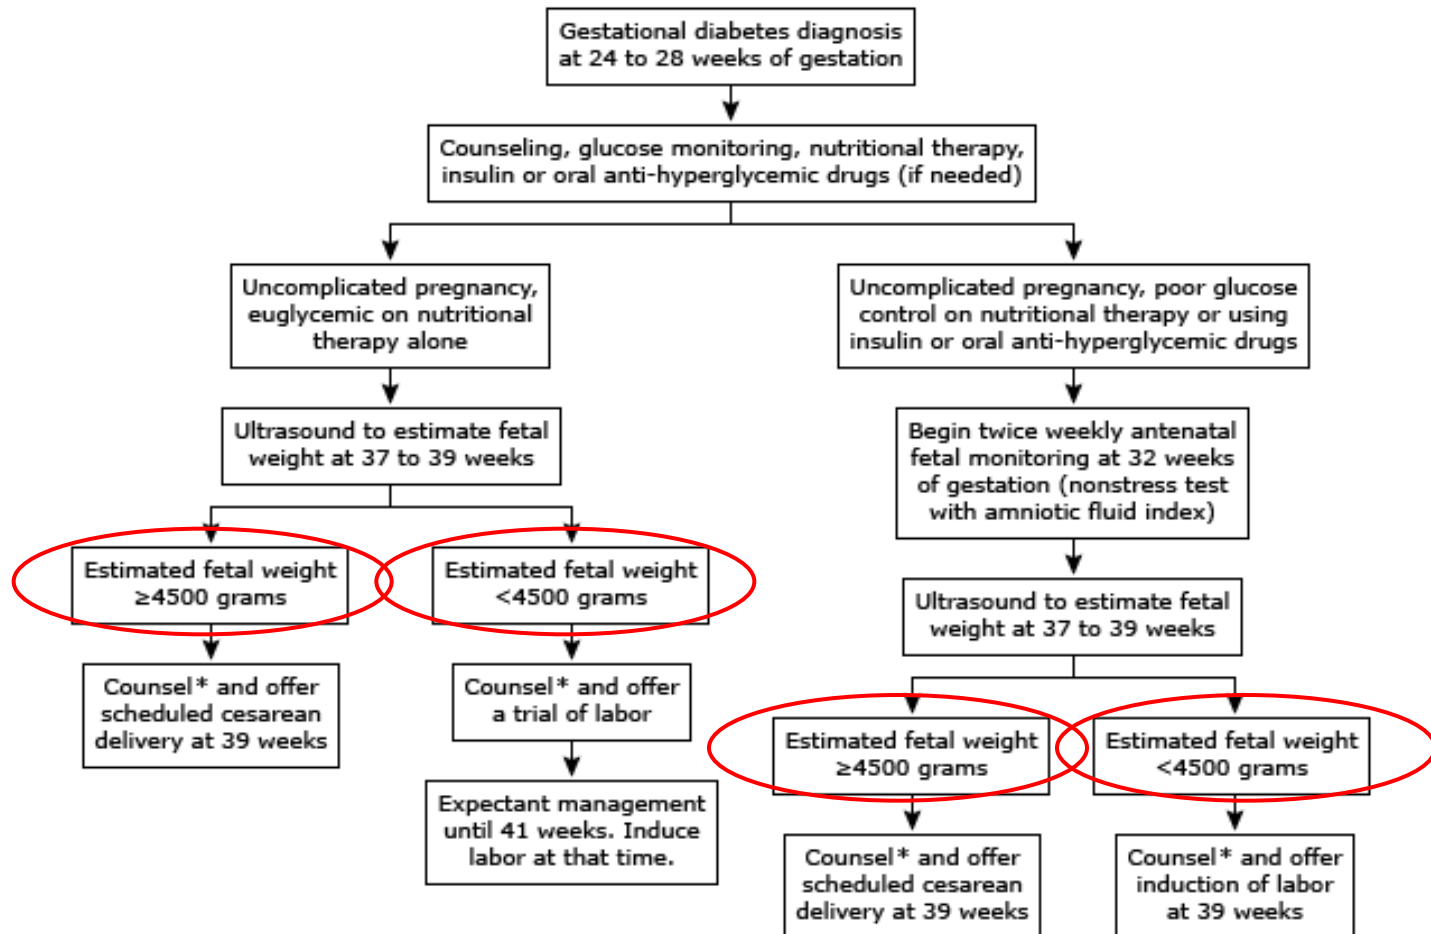 Gestational diabetes diagnosis
at 24 to 28 weeks of gestation
Counseling, glucose monitoring, nutritional therapy,
insulin or oral anti-hyperglycemic drugs (if needed)
Uncomplicated pregnancy,
euglycemic on nutritional
therapy alone
Ultrasound to estimate fetal
weight at 37 to 39 weeks
Estimated fetal weight
≥4500 grams
Counsel* and offer
scheduled cesarean
delivery at 39 weeks
Estimated fetal weight
<4500 grams
Counsel* and offer
a trial of labor
Expectant management
until 41 weeks. Induce
labor at that time.
Uncomplicated pregnancy, poor glucose
control on nutritional therapy or using
insulin or oral anti-hyperglycemic drugs
Begin twice weekly antenatal
fetal monitoring at 32 weeks
of gestation (nonstress test
with amniotic fluid index)
Ultrasound to estimate fetal
weight at 37 to 39 weeks
Estimated fetal weight
≥4500 grams
Counsel* and offer
scheduled cesarean
delivery at 39 weeks
Estimated fetal weight
<4500 grams
Counsel* and offer
induction of labor
at 39 weeks